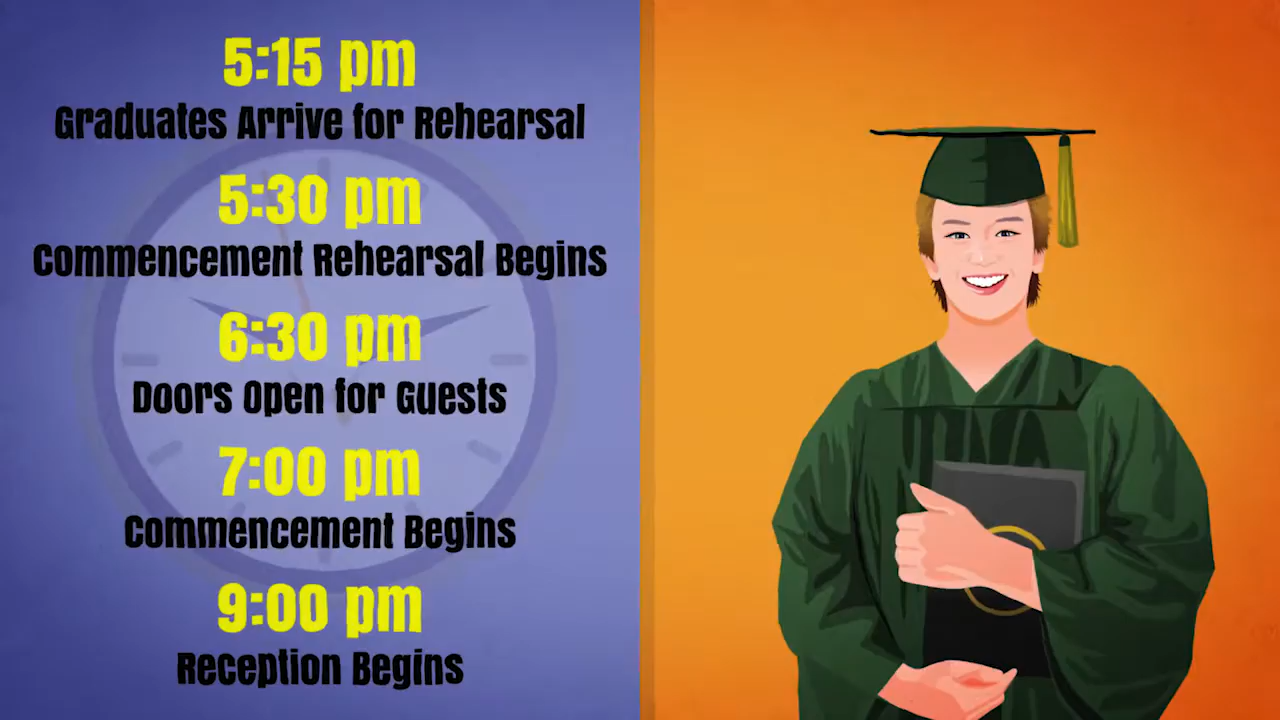 5:15 pm
Graduates Arrive for Rehearsal
5:30 pm
Commencement Rehearsal Begins
6:30 pm
Doors Open for Guests
7:00 pm
Commencement Begins
9:00 pm
Reception Begins